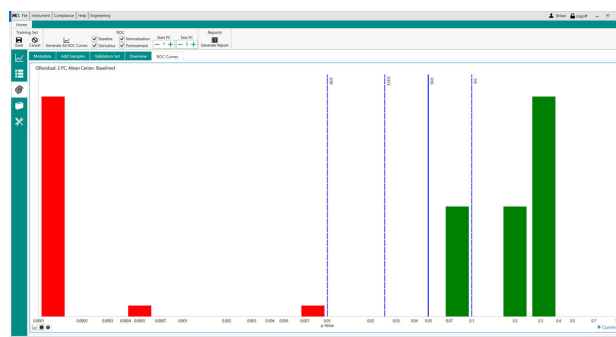 File Instrument Compliance Help Engineering
Briton Logoff
Home
Training Set ROC Reports
Save Cancel Generate All ROC Curves Baseline Normalization Derivative Pretreatment Start PC 1 End PC 5 Generate Report
Metadata Add Samples Validation Set Overview ROC Curves
QResidual, 2 PC, Mean Center, Baselined
0.0001 0.0002 0.0003 0.0004 0.0005 0.0007 0.001 0.002 0.003 0.004 0.005 0.007 0.01 0.02 0.03 0.04 0.05 0.07 0.1 0.2 0.3 0.4 0.5 0.7
p-Value